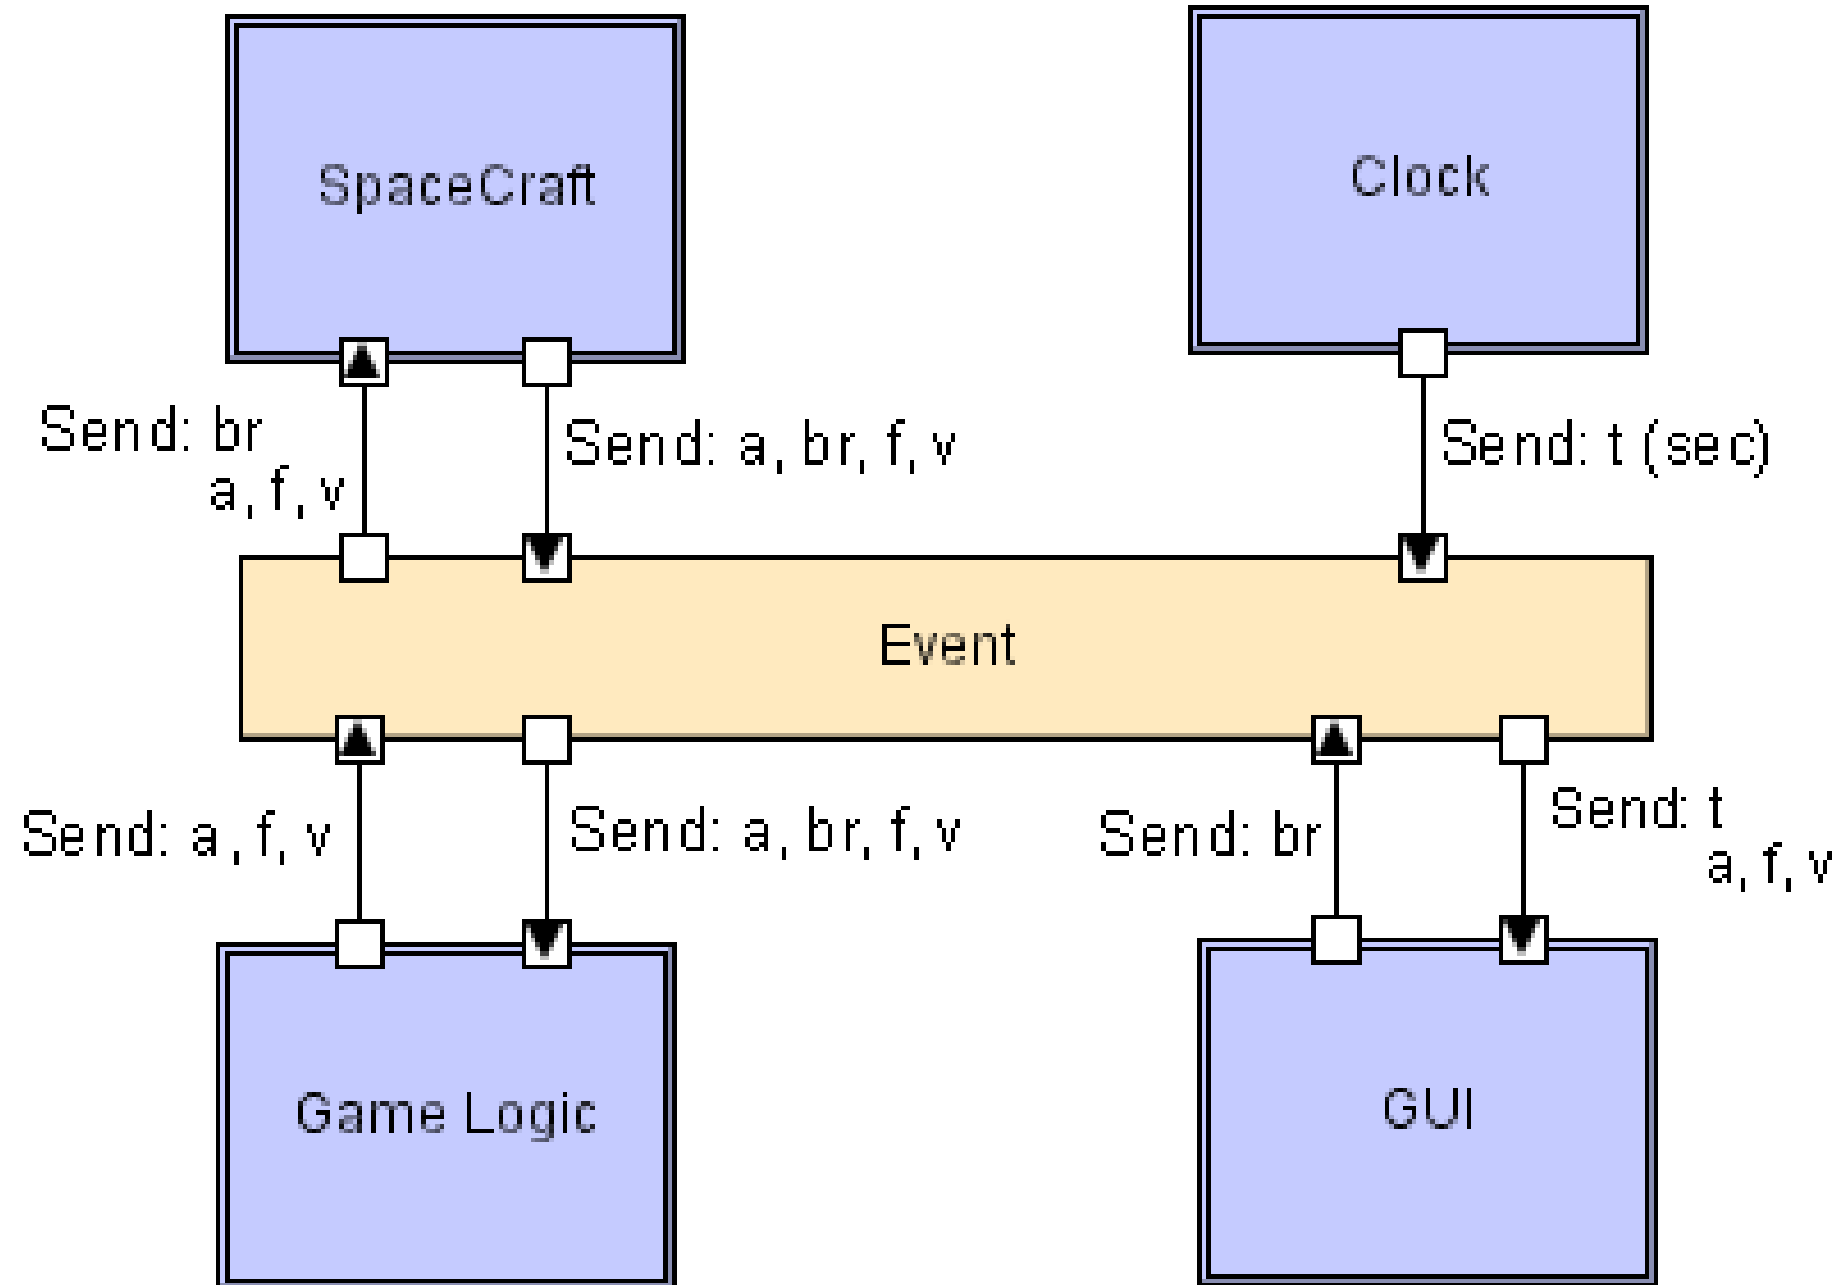 SpaceCraft
Clock
Send: br
a, f, v
Send: a, br, f, v
Send: t (sec)
Event
Send: a, f, v
Send: a, br, f, v
Send: br
Send: t
a, f, v
Game Logic
GUI